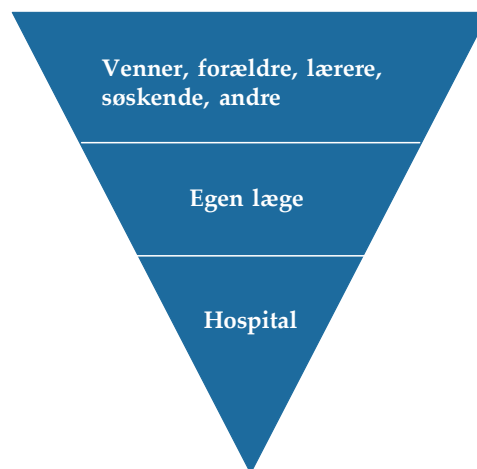 Venner, forældre, lærere,
søskende, andre
Egen læge
Hospital